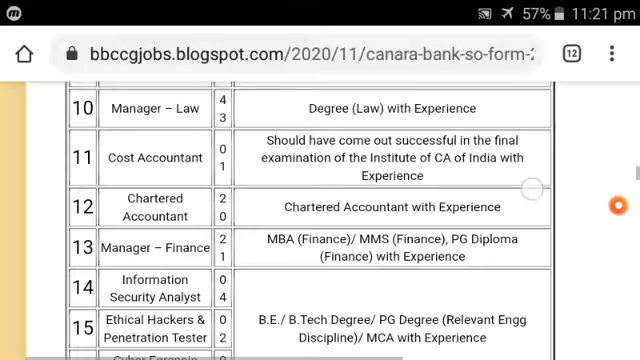 57% 11:21 pm
bbccgjobs.blogspot.com/2020/11/canara-bank-so-form-2
12
10 Manager – Law 4 3 Degree (Law) with Experience
11 Cost Accountant 0 1 Should have come out successful in the final
examination of the Institute of CA of India with
Experience
12 Chartered Accountant 2 0 Chartered Accountant with Experience
13 Manager – Finance 2 1 MBA (Finance)/ MMS (Finance), PG Diploma
(Finance) with Experience
14 Information
Security Analyst 0 4
15 Ethical Hackers &
Penetration Tester 0 2
B.E./ B.Tech Degree/ PG Degree (Relevant Engg
Discipline)/ MCA with Experience
Cyber Forensic 0